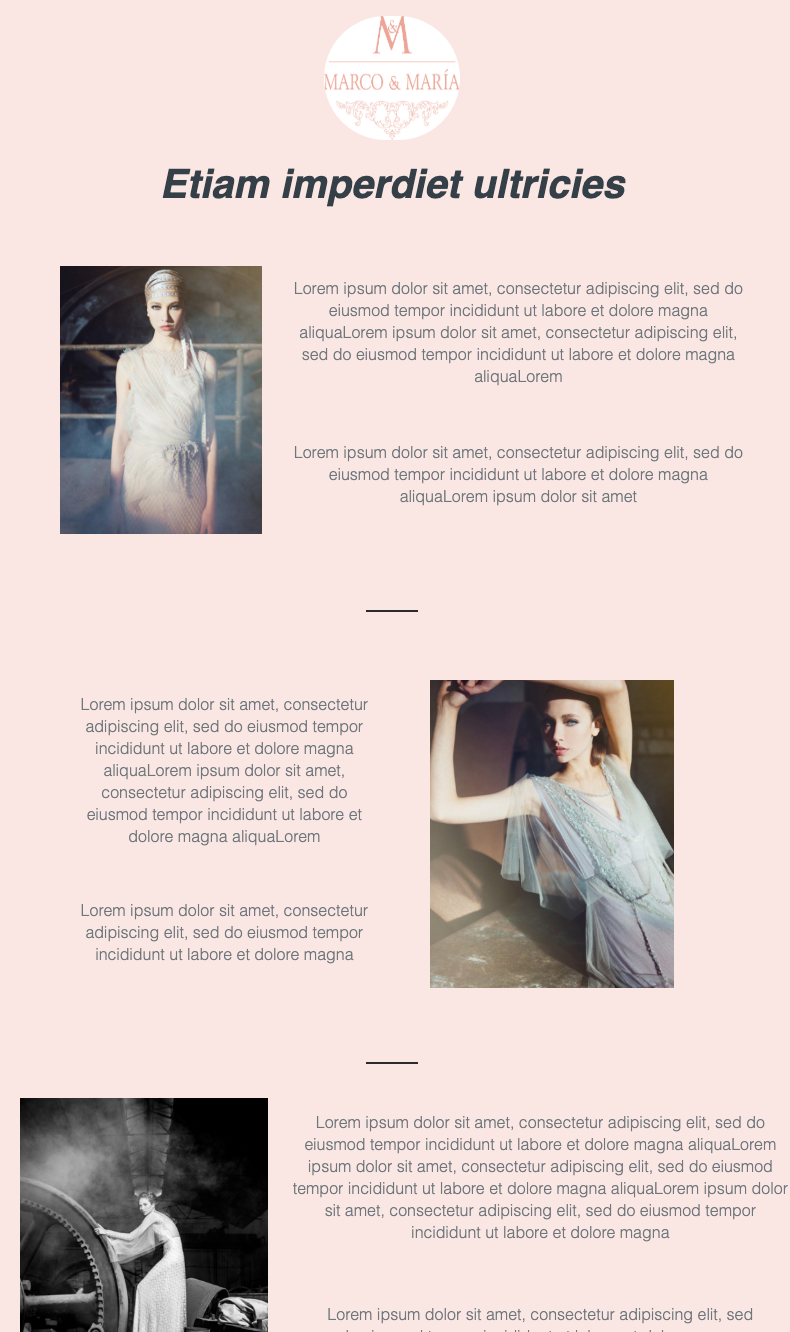 M&M
MARCO & MARÍA
Etiam imperdiet ultricies
Lorem ipsum dolor sit amet, consectetur adipiscing elit, sed do
eiusmod tempor incididunt ut labore et dolore magna
aliquaLorem ipsum dolor sit amet, consectetur adipiscing elit,
sed do eiusmod tempor incididunt ut labore et dolore magna
aliquaLorem
Lorem ipsum dolor sit amet, consectetur adipiscing elit, sed do
eiusmod tempor incididunt ut labore et dolore magna
aliquaLorem ipsum dolor sit amet
Lorem ipsum dolor sit amet, consectetur
adipiscing elit, sed do eiusmod tempor
incididunt ut labore et dolore magna
aliquaLorem ipsum dolor sit amet,
consectetur adipiscing elit, sed do
eiusmod tempor incididunt ut labore et
dolore magna aliquaLorem
Lorem ipsum dolor sit amet, consectetur
adipiscing elit, sed do eiusmod tempor
incididunt ut labore et dolore magna
Lorem ipsum dolor sit amet, consectetur adipiscing elit, sed do
eiusmod tempor incididunt ut labore et dolore magna aliquaLorem
ipsum dolor sit amet, consectetur adipiscing elit, sed do eiusmod
tempor incididunt ut labore et dolore magna aliquaLorem ipsum dolor
sit amet, consectetur adipiscing elit, sed do eiusmod tempor
incididunt ut labore et dolore magna
Lorem ipsum dolor sit amet, consectetur adipiscing elit, sed